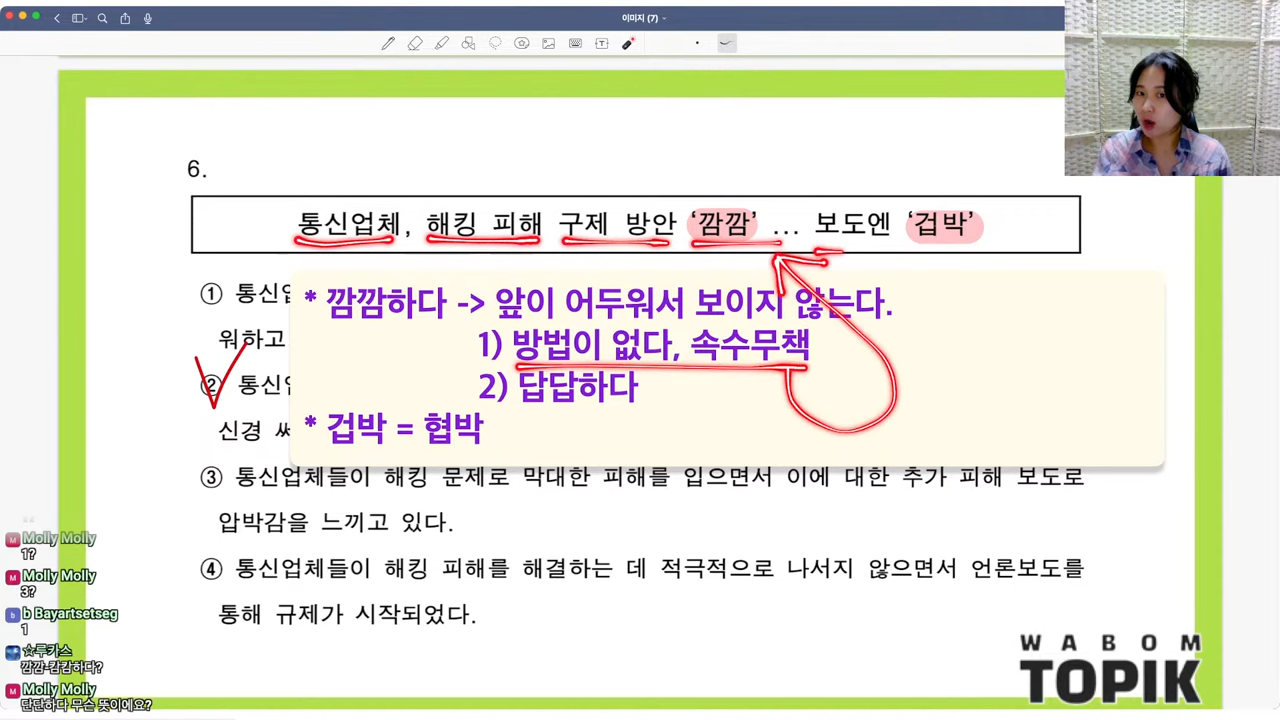 이미지 (7)
6.
통신업체, 해킹 피해 구제 방안 ‘깜깜’ … 보도엔 ‘겁박’
① 통신업
* 깜깜하다 -> 앞이 어두워서 보이지 않는다.
워하고
1) 방법이 없다, 속수무책
② 통신업
2) 답답하다
신경 써
* 겁박 = 협박
③ 통신업체들이 해킹 문제로 막대한 피해를 입으면서 이에 대한 추가 피해 보도로
압박감을 느끼고 있다.
④ 통신업체들이 해킹 피해를 해결하는 데 적극적으로 나서지 않으면서 언론보도를
통해 규제가 시작되었다.
Molly Molly
1?
Molly Molly
3?
b Bayartsetseg
1
☆루카스
깜깜-캄캄하다?
Molly Molly
단단하다 무슨 뜻이에요?
WABOM
TOPIK